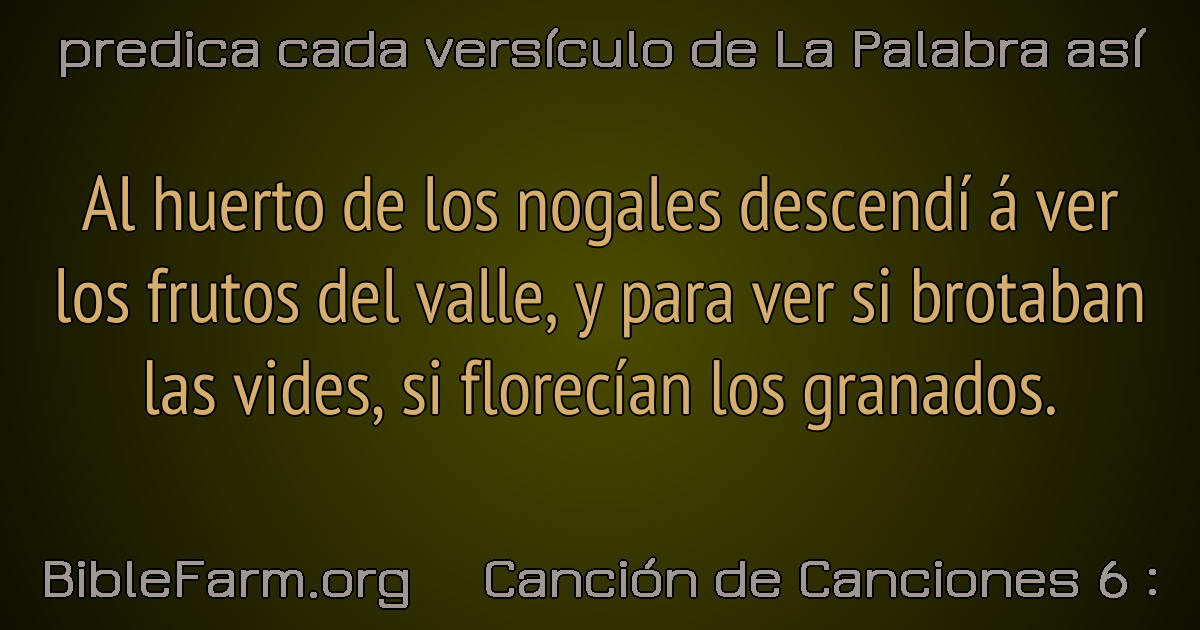 predica cada versículo de La Palabra así
Al huerto de los nogales descendí á ver
los frutos del valle, y para ver si brotaban
las vides, si florecían los granados.
BibleFarm.org Canción de Canciones 6 :